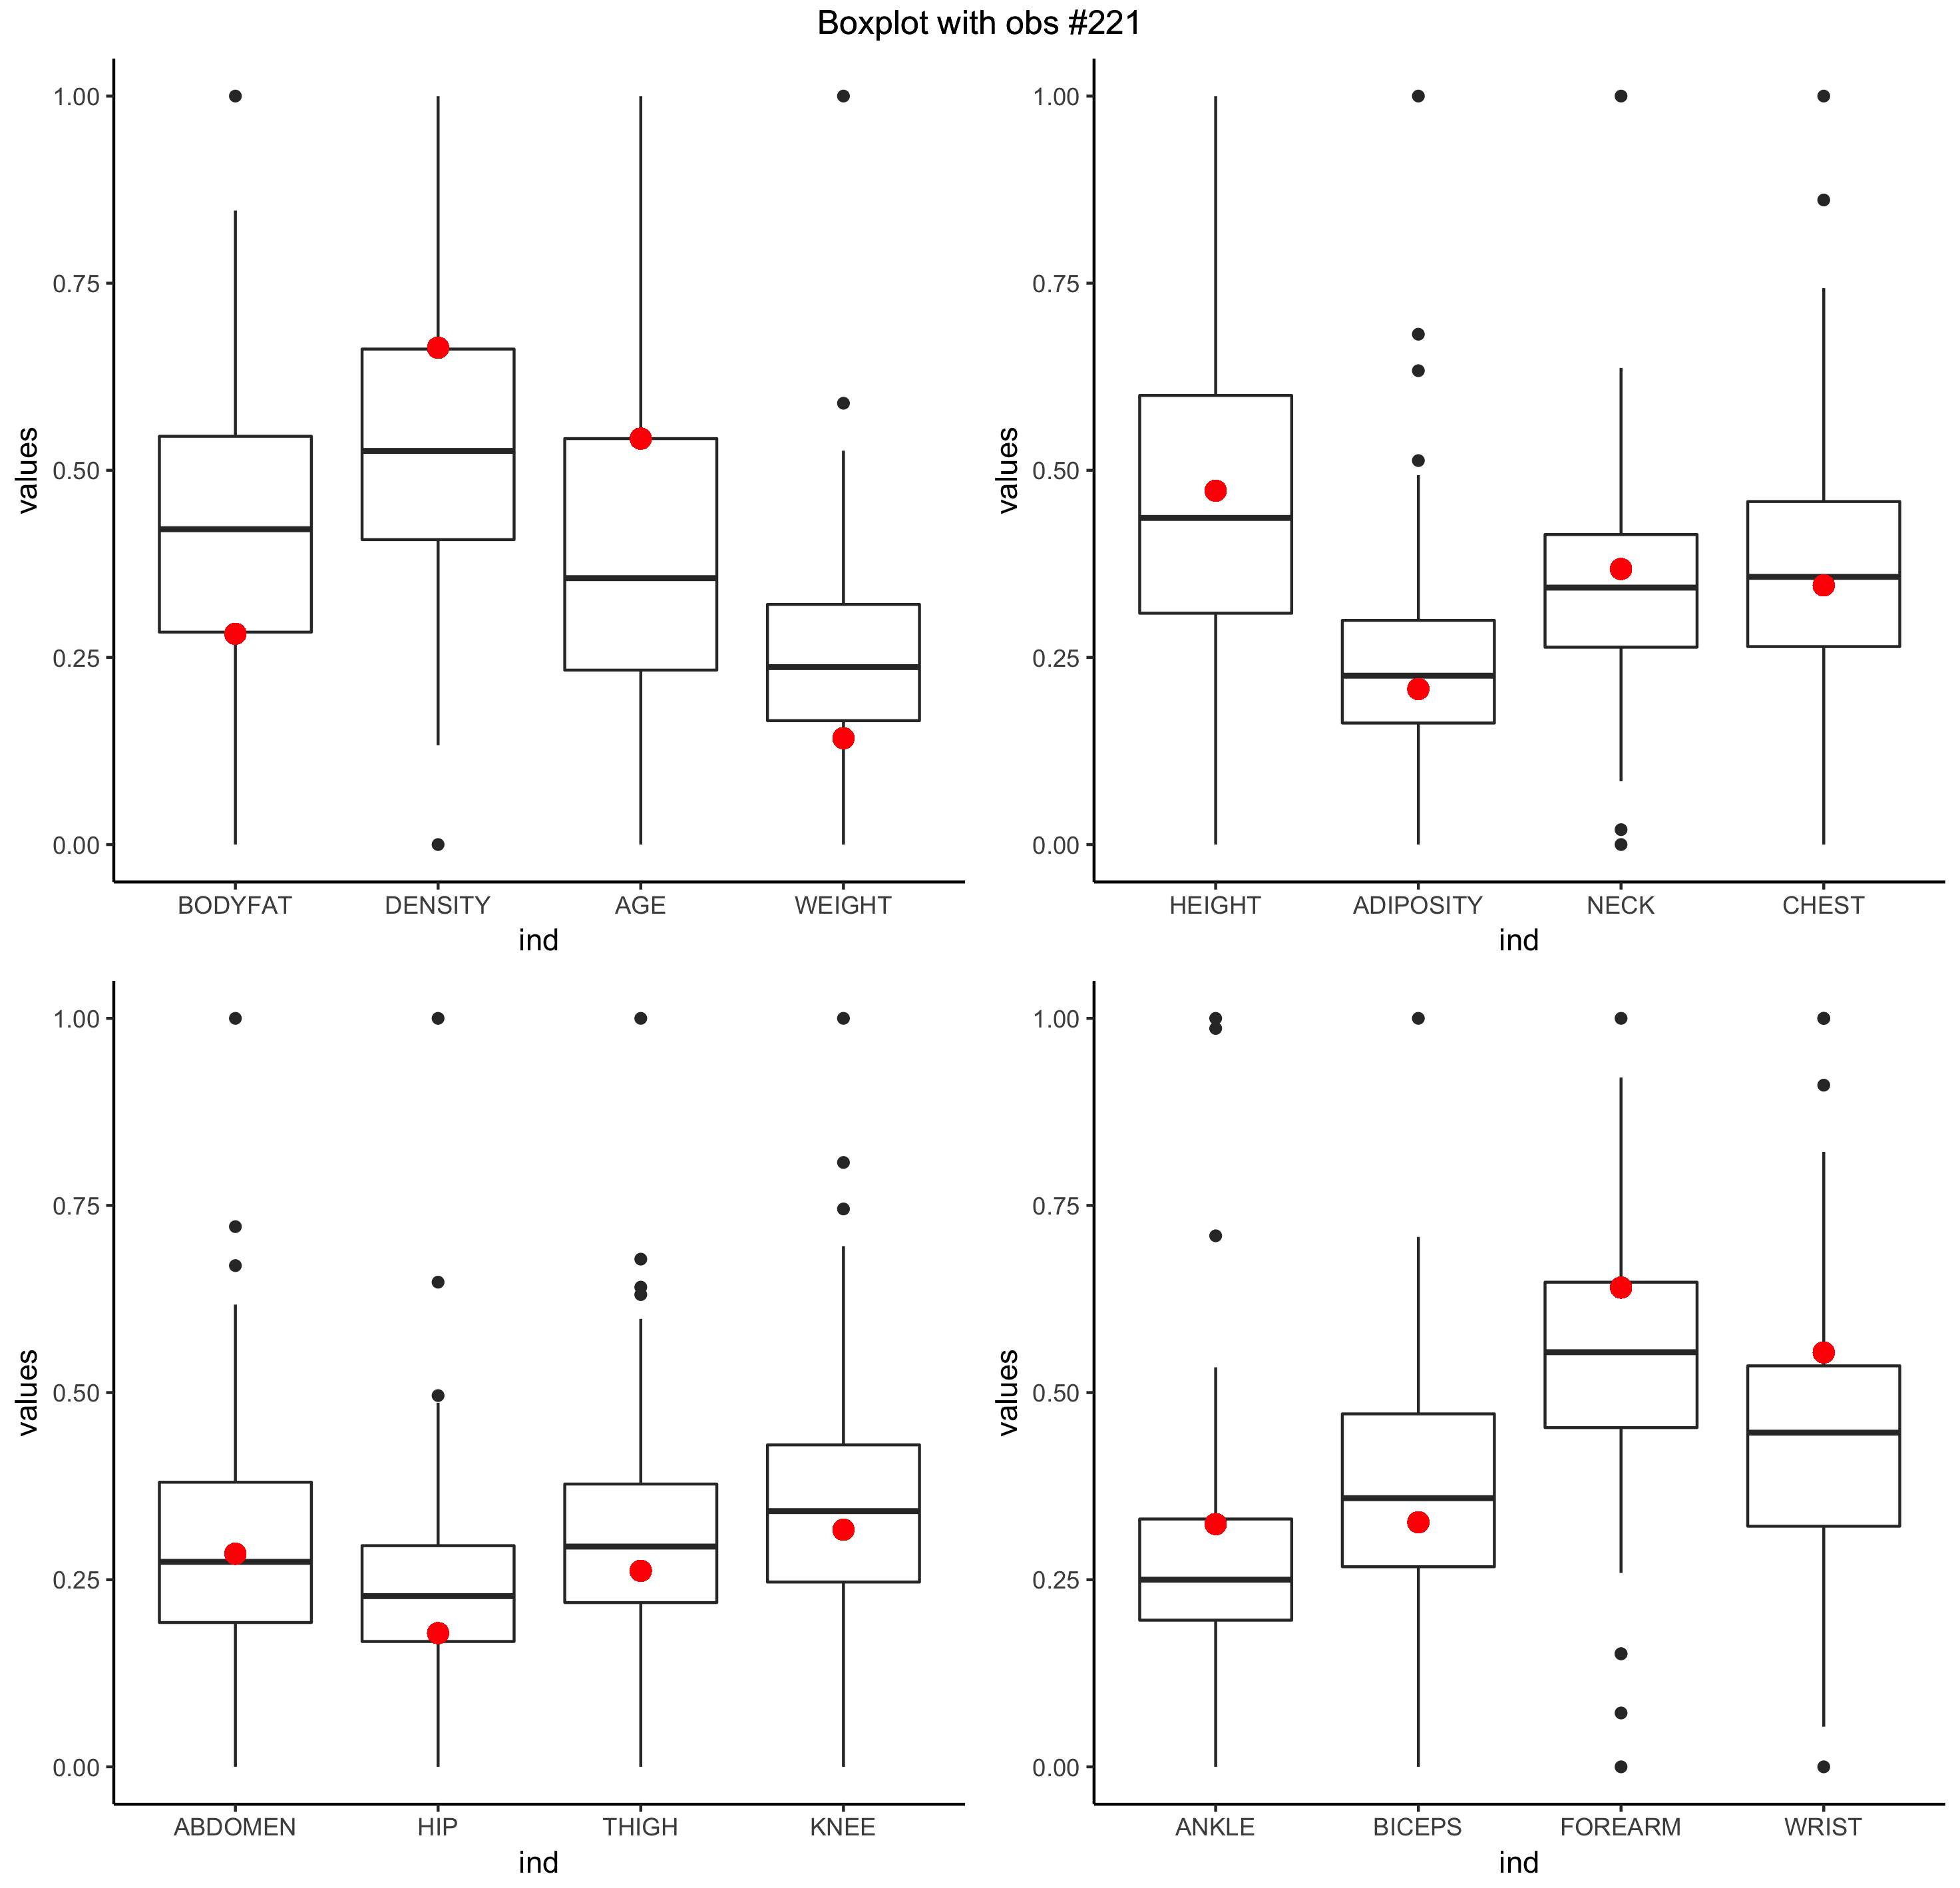 Boxplot with obs #221
values
1.00
0.75
0.50
0.25
0.00
BODYFAT DENSITY AGE WEIGHT
ind
values
1.00
0.75
0.50
0.25
0.00
HEIGHT ADIPOSITY NECK CHEST
ind
values
1.00
0.75
0.50
0.25
0.00
ABDOMEN HIP THIGH KNEE
ind
values
1.00
0.75
0.50
0.25
0.00
ANKLE BICEPS FOREARM WRIST
ind